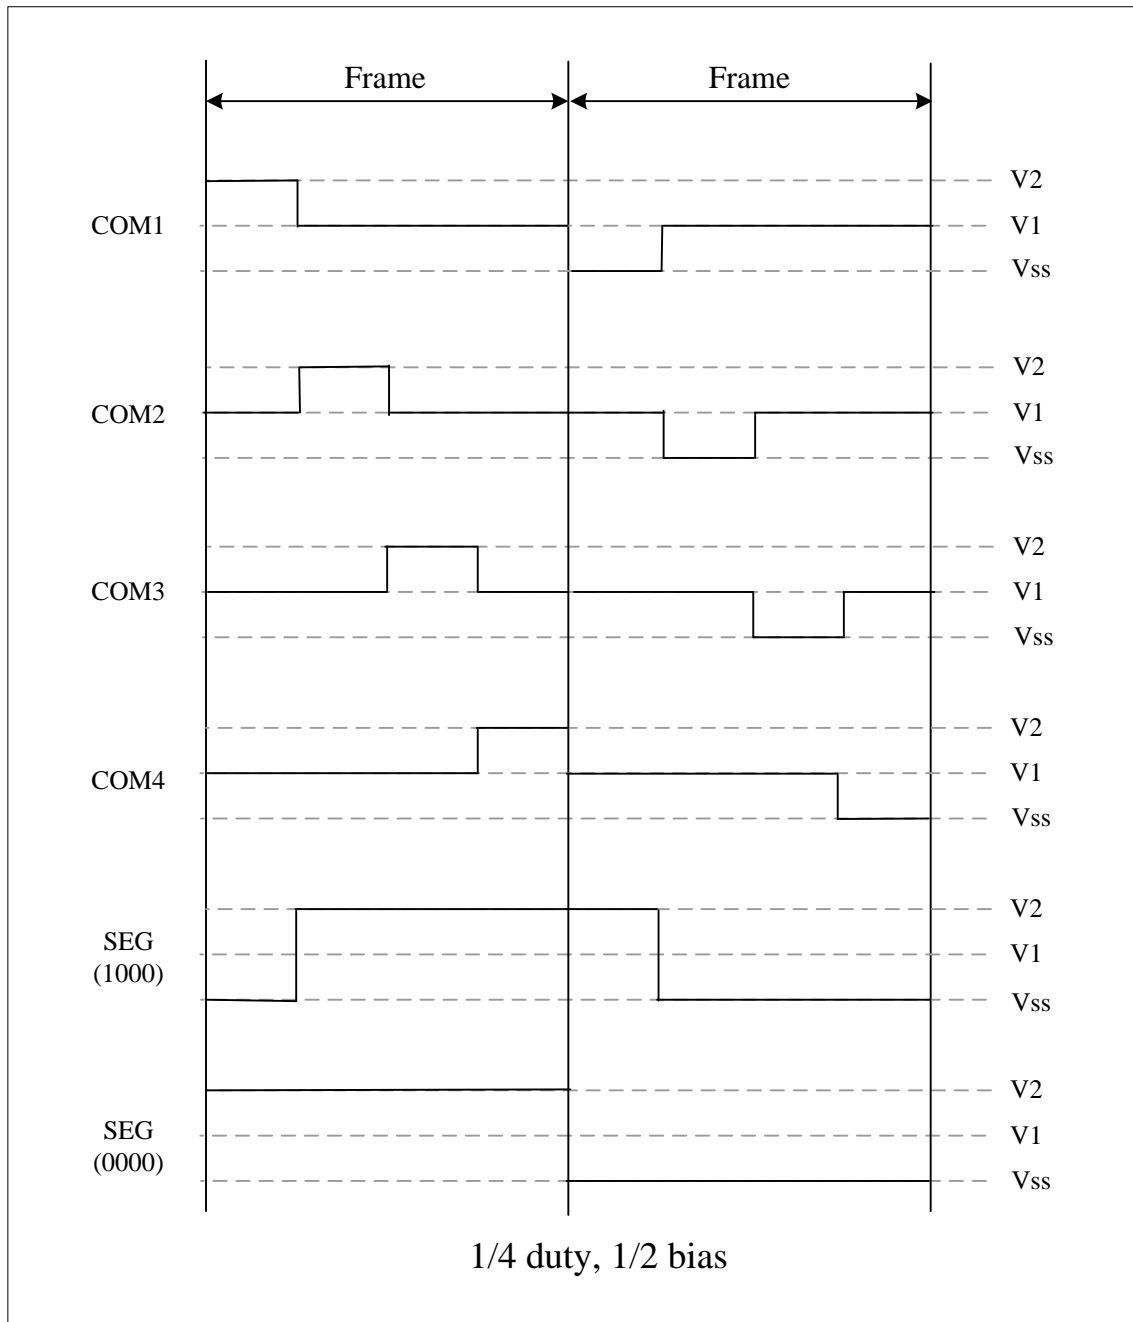 Frame Frame
V2
COM1 V1
Vss
V2
COM2 V1
Vss
V2
COM3 V1
Vss
V2
COM4 V1
Vss
V2
SEG
(1000)
V1
Vss
V2
SEG
(0000)
V1
Vss
1/4 duty, 1/2 bias